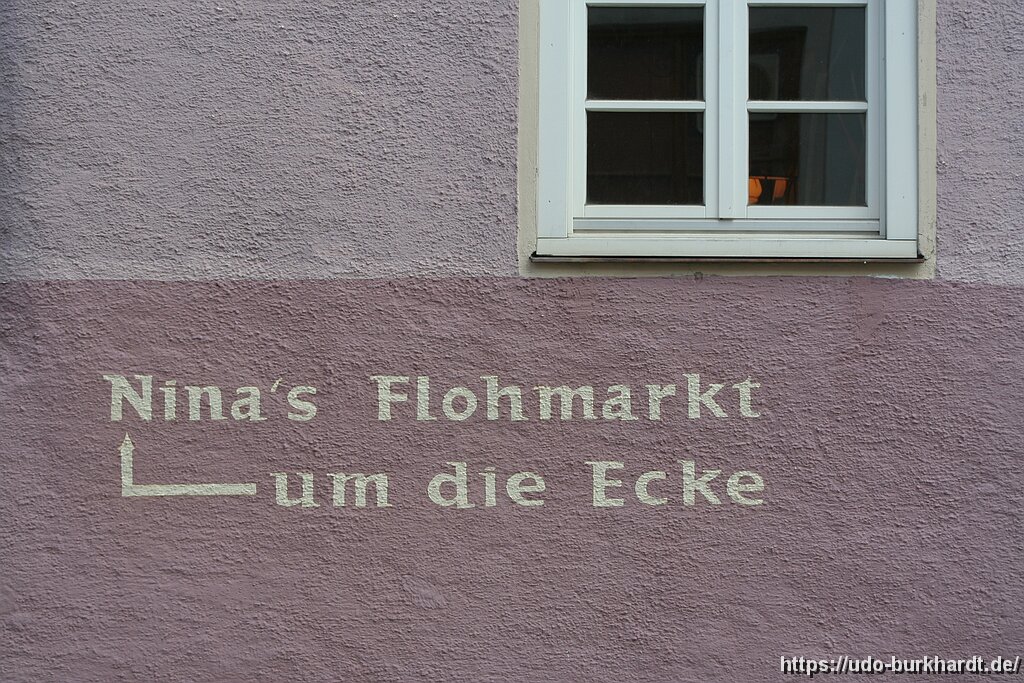 Nina's Flohmarkt
um die Ecke
https://udo-burkhardt.de/